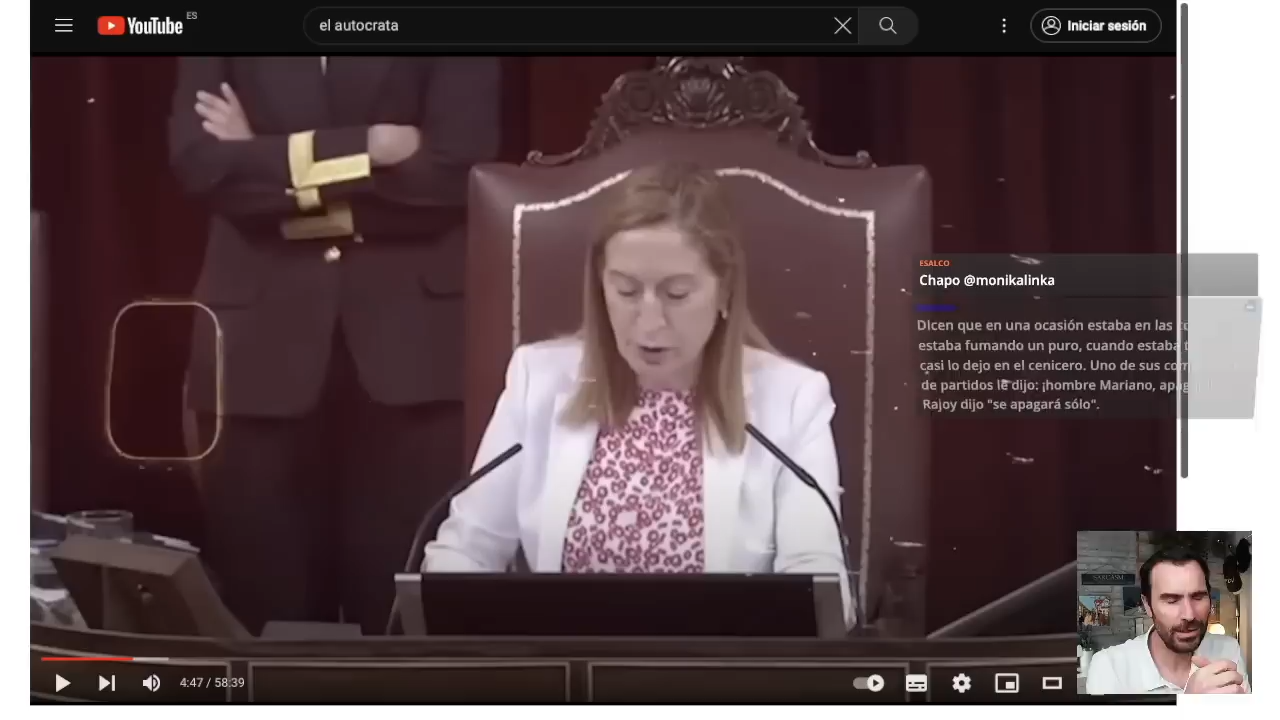 YouTube ES
el autocrata
Iniciar sesión
ESALCO
Chapo @monikalinka
Dicen que en una ocasión estaba en las
estaba fumando un puro, cuando estaba
casi lo dejo en el cenicero. Uno de sus
de partidos le dijo: ¡hombre Mariano,
Rajoy dijo "se apagará sólo".
SARCASM
4:47 / 58:39